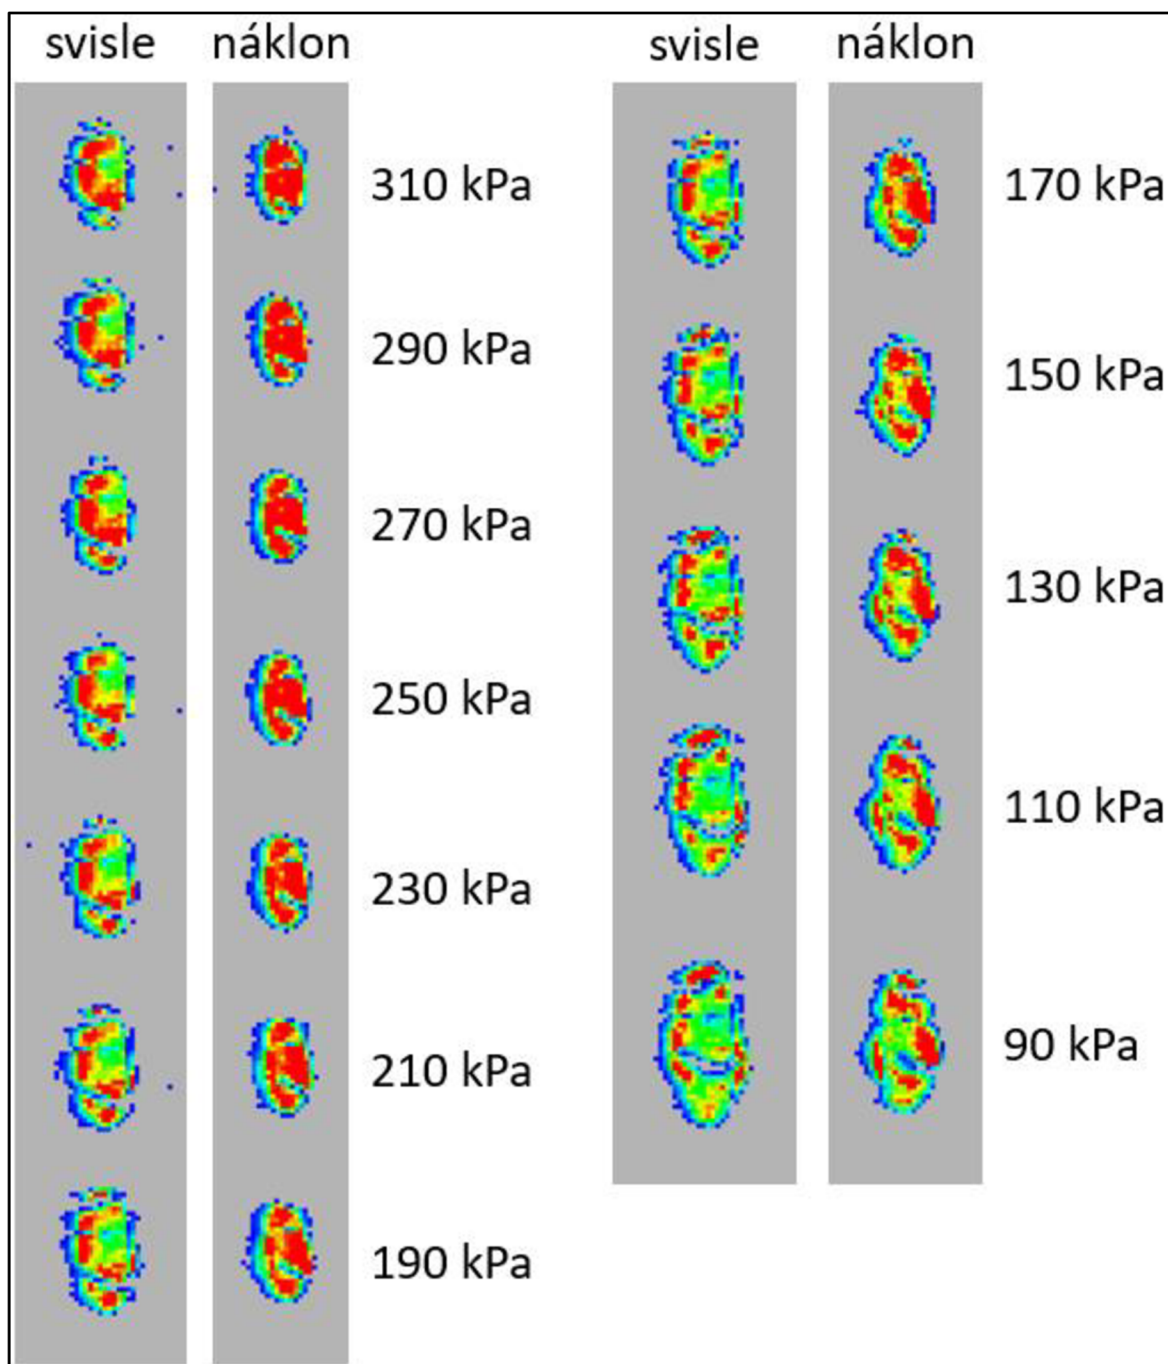 svisle náklon
310 kPa
290 kPa
270 kPa
250 kPa
230 kPa
210 kPa
190 kPa
svisle náklon
170 kPa
150 kPa
130 kPa
110 kPa
90 kPa